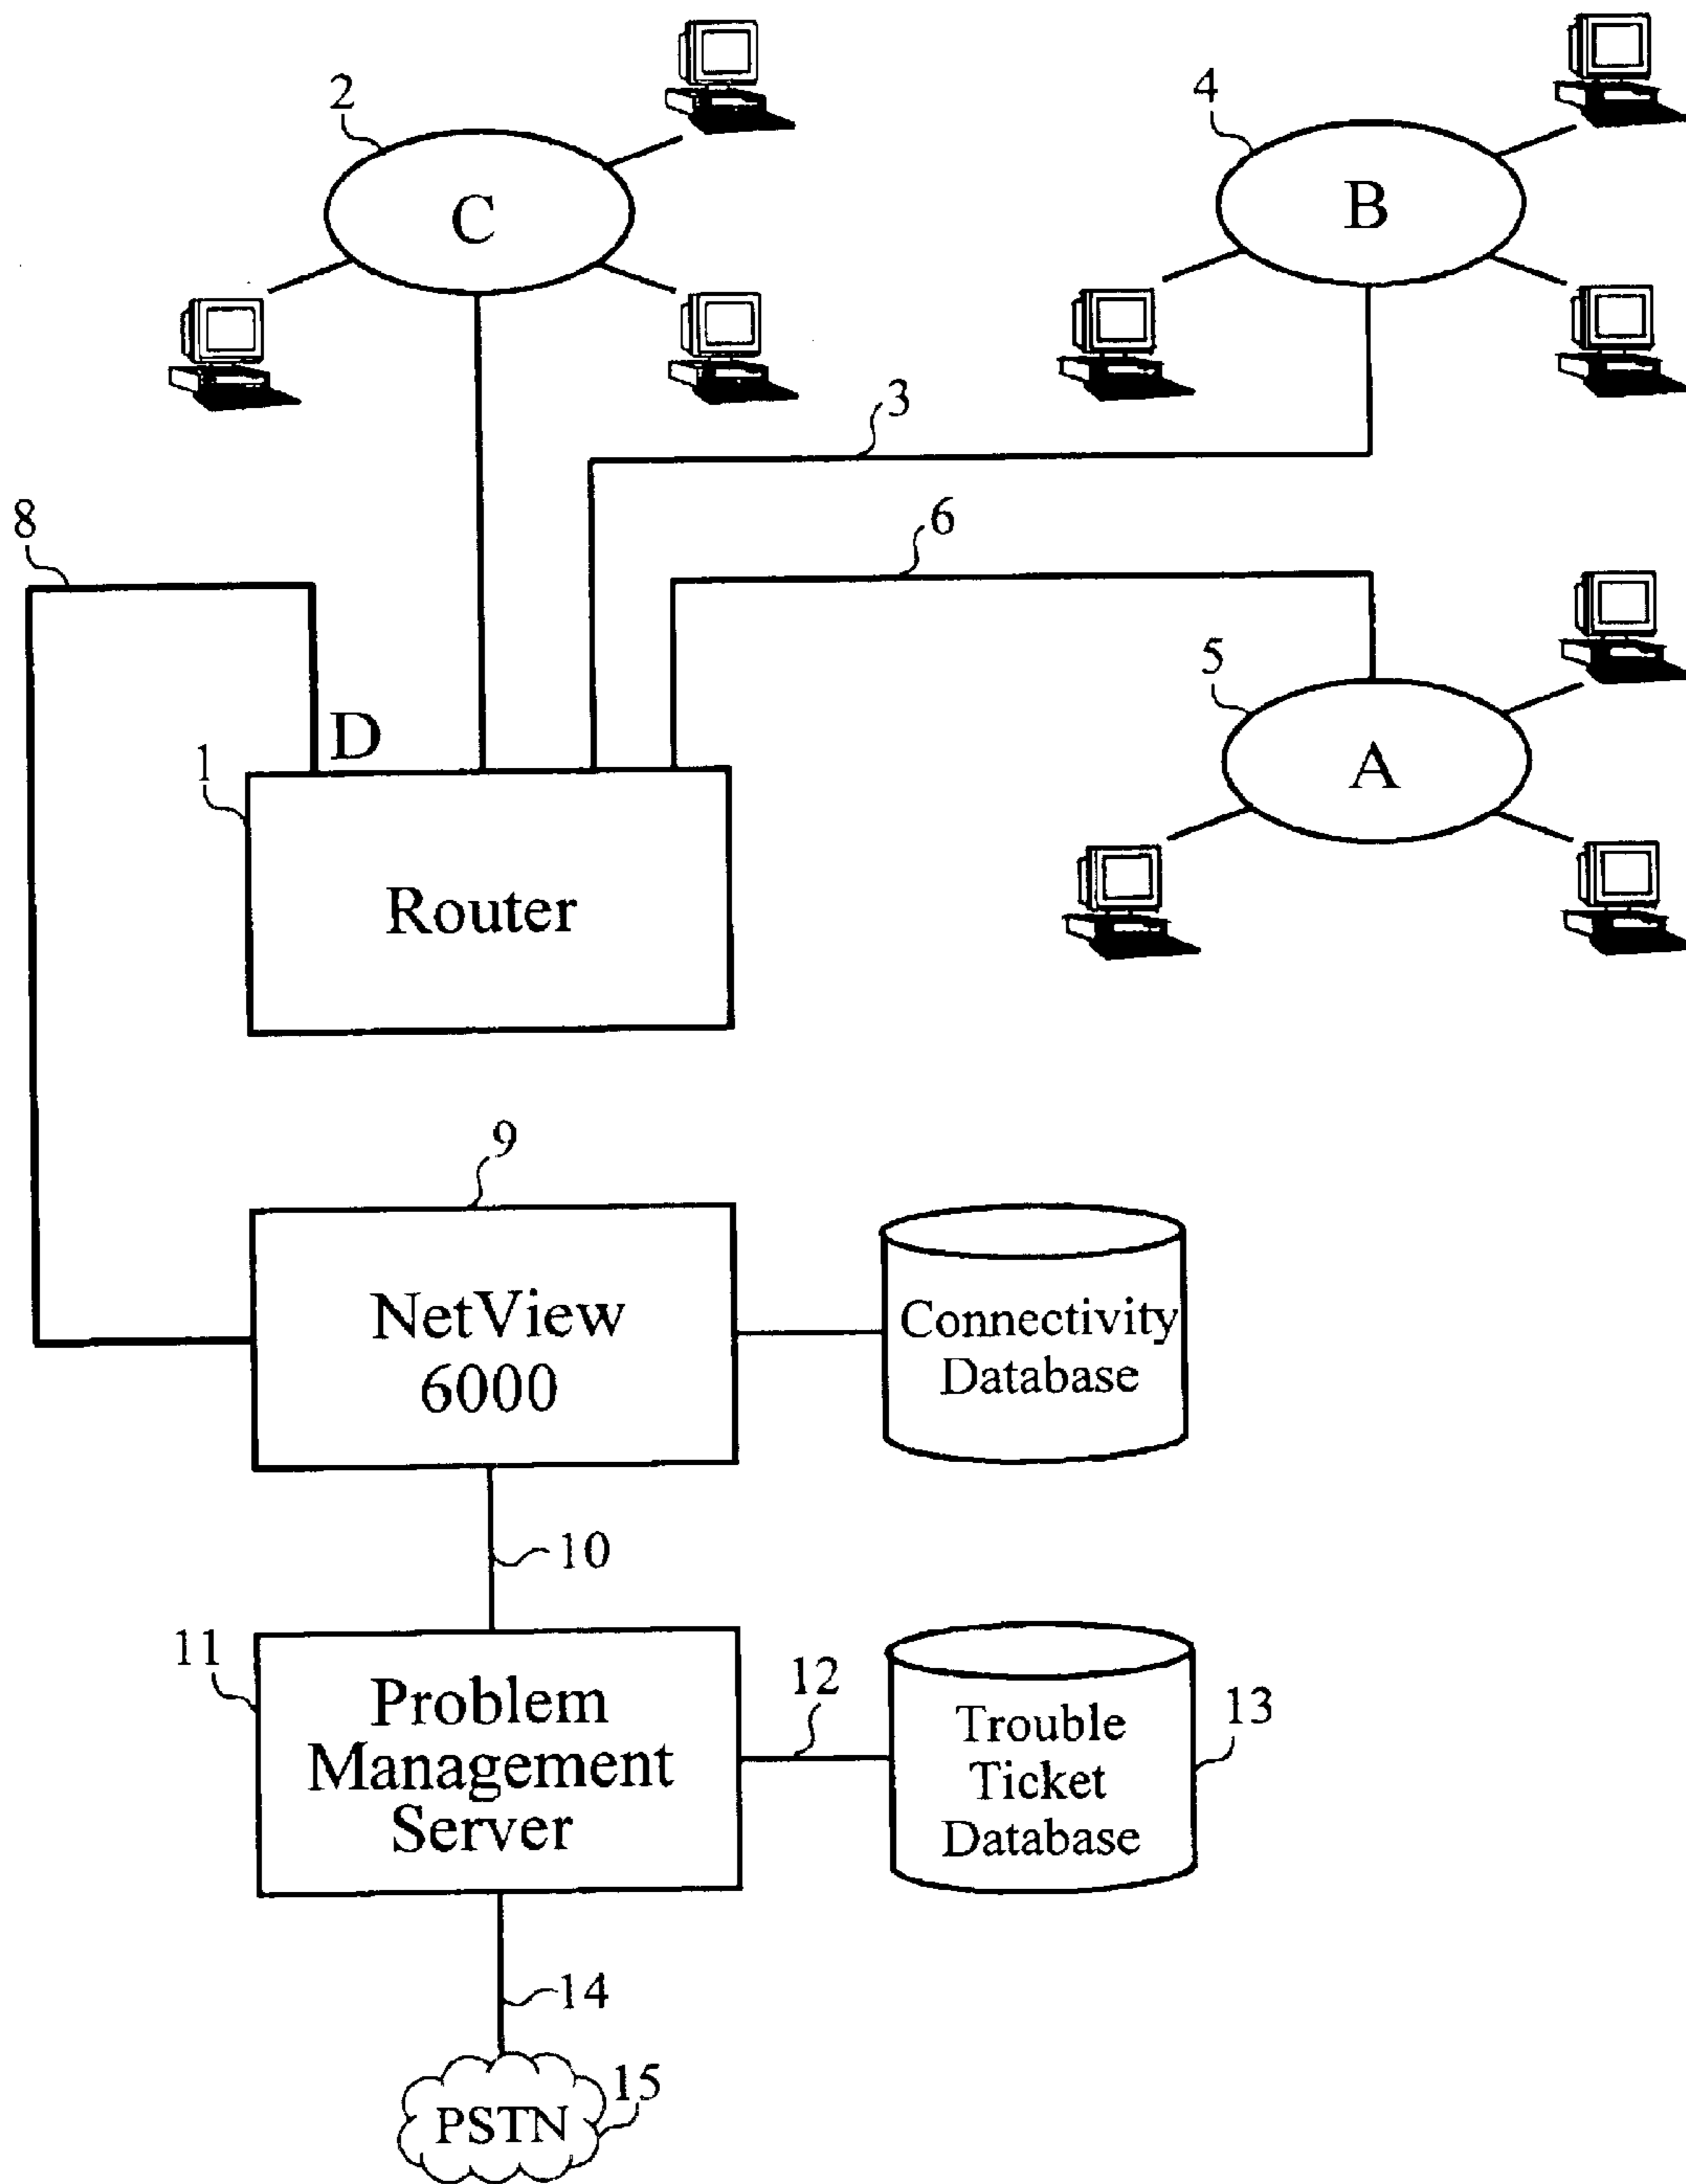 2
C
4
B
3
8
6
5
A
D
1
Router
9
NetView
6000
Connectivity
Database
10
11
Problem
Management
Server
12
Trouble
Ticket
Database
13
14
PSTN
15